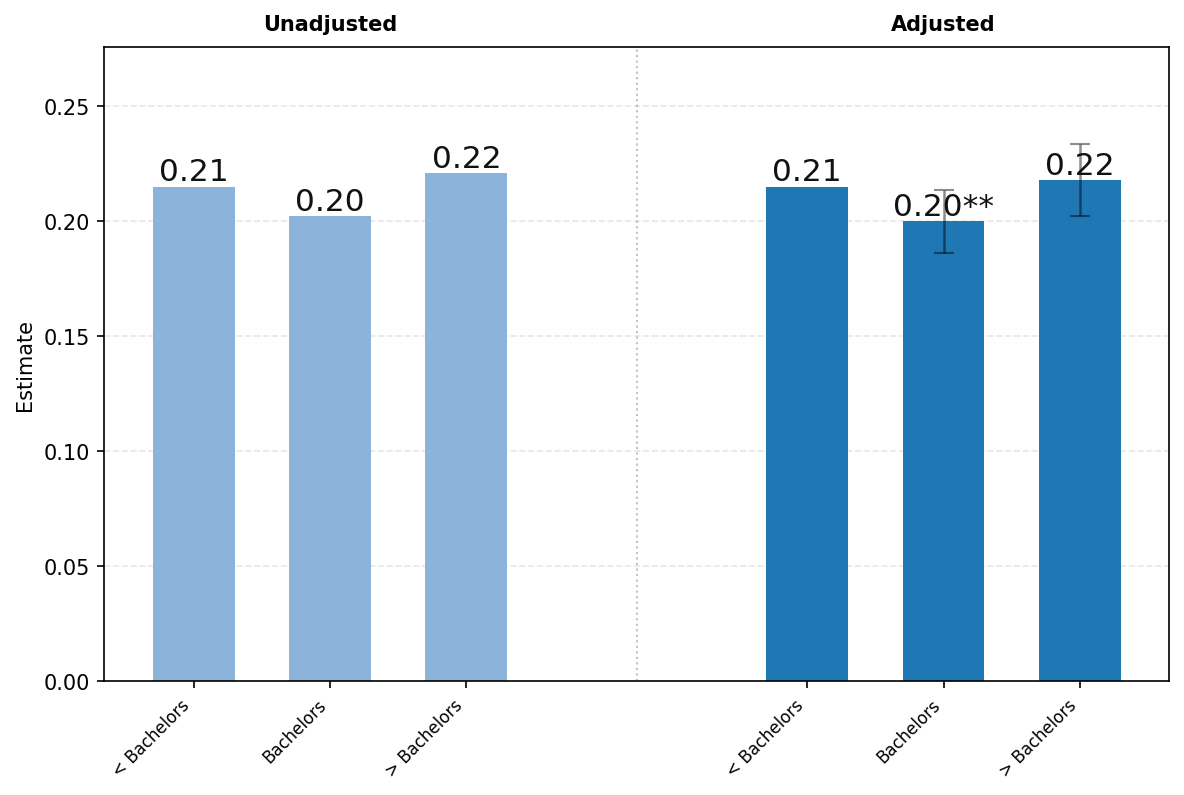 Unadjusted Adjusted
0.25
0.20
0.15
0.10
0.05
0.00
Estimate
0.21
0.20
0.22
0.21
0.20**
0.22
< Bachelors
Bachelors
> Bachelors
< Bachelors
Bachelors
> Bachelors